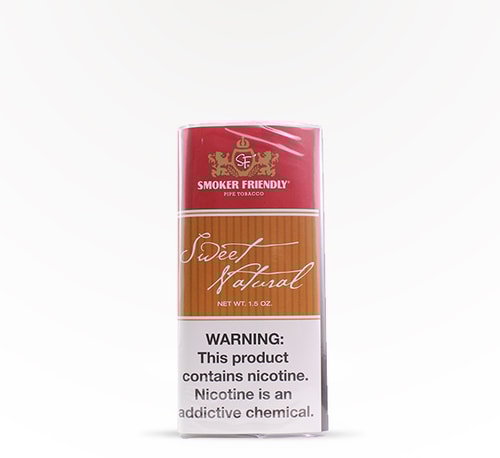 SF
SMOKER FRIENDLY®
PIPE TOBACCO
Sweet
Natural
NET WT. 1.5 OZ.
WARNING:
This product
contains nicotine.
Nicotine is an
addictive chemical.